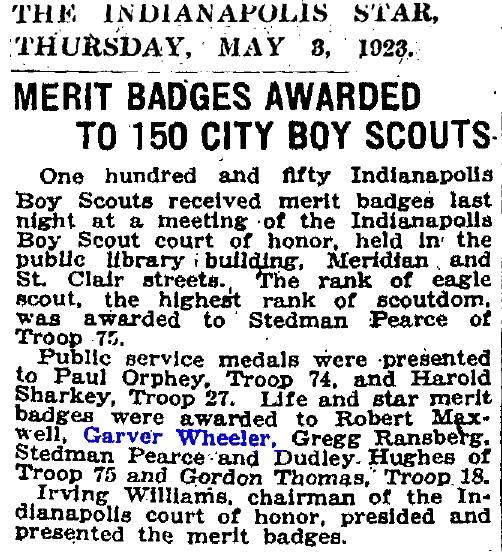 THE INDIANAPOLIS STAR,
THURSDAY, MAY 3, 1923.
MERIT BADGES AWARDED
TO 150 CITY BOY SCOUTS
One hundred and fifty Indianapolis
Boy Scouts received merit badges last
night at a meeting of the Indianapolis
Boy Scout court of honor, held in the
public library building, Meridian and
St. Clair streets. The rank of eagle
scout, the highest rank of scoutdom,
was awarded to Stedman Pearce of
Troop 75.
Public service medals were presented
to Paul Orphey, Troop 74, and Harold
Sharkey, Troop 27. Life and star merit
badges were awarded to Robert Max-
well, Garver Wheeler, Gregg Ransberg,
Stedman Pearce and Dudley Hughes of
Troop 75 and Gordon Thomas, Troop 18.
Irving Williams, chairman of the In-
dianapolis court of honor, presided and
presented the merit badges.